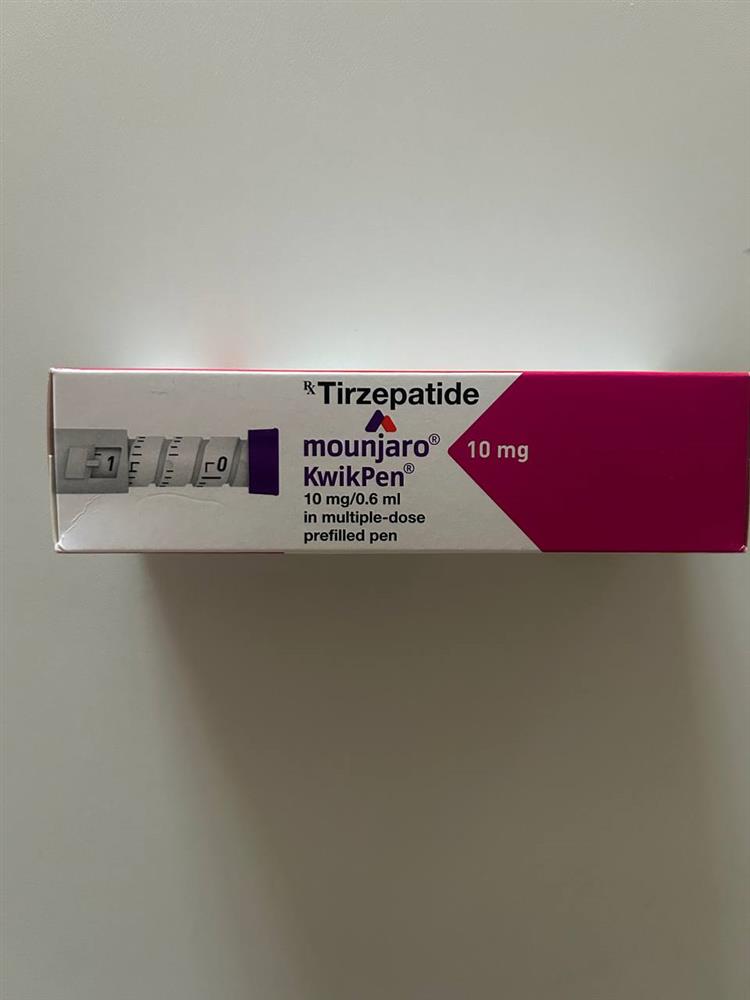 ℞ Tirzepatide
mounjaro®
KwikPen®
10 mg/0.6 ml
in multiple-dose
prefilled pen
10 mg
1
0